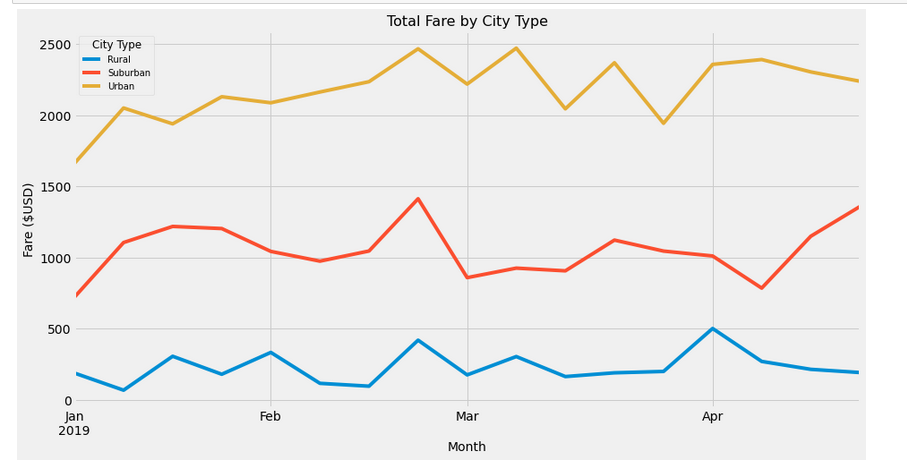 Total Fare by City Type
City Type
Rural
Suburban
Urban
2500
2000
1500
1000
500
0
Fare ($USD)
Jan Feb Mar Apr
2019
Month